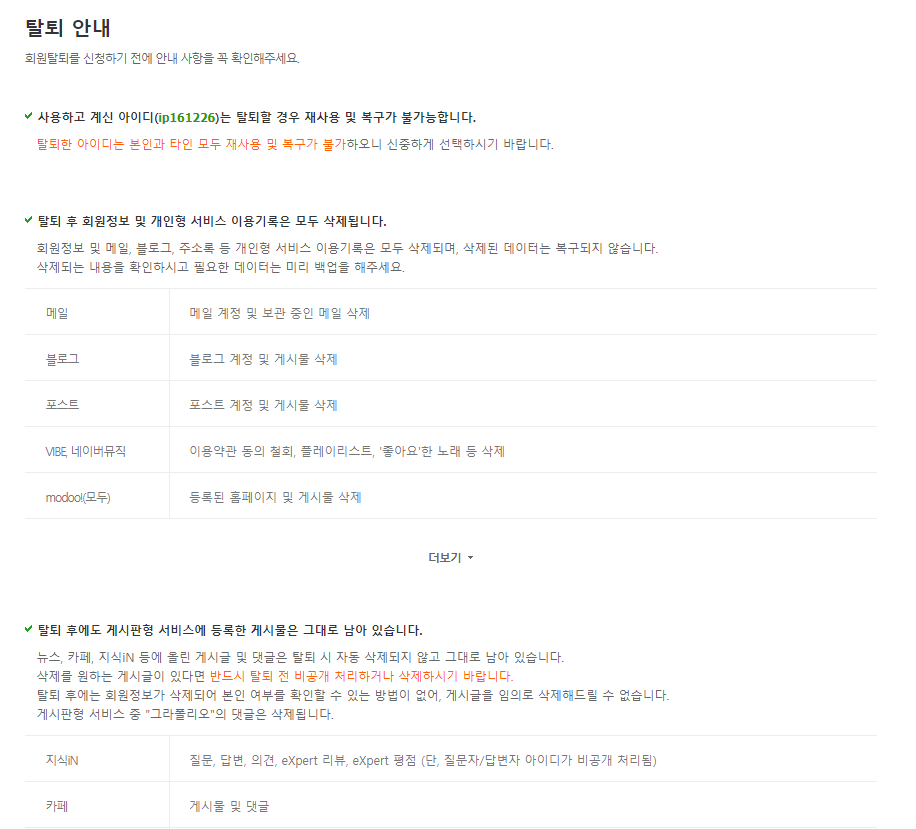 탈퇴 안내
회원탈퇴를 신청하기 전에 안내 사항을 꼭 확인해주세요.
사용하고 계신 아이디(ip161226)는 탈퇴할 경우 재사용 및 복구가 불가능합니다.
탈퇴한 아이디는 본인과 타인 모두 재사용 및 복구가 불가하오니 신중하게 선택하시기 바랍니다.
탈퇴 후 회원정보 및 개인형 서비스 이용기록은 모두 삭제됩니다.
회원정보 및 메일, 블로그, 주소록 등 개인형 서비스 이용기록은 모두 삭제되며, 삭제된 데이터는 복구되지 않습니다.
삭제되는 내용을 확인하시고 필요한 데이터는 미리 백업을 해주세요.
메일 메일 계정 및 보관 중인 메일 삭제
블로그 블로그 계정 및 게시물 삭제
포스트 포스트 계정 및 게시물 삭제
VIBE, 네이버뮤직 이용약관 동의 철회, 플레이리스트, '좋아요'한 노래 등 삭제
modoo!(모두) 등록된 홈페이지 및 게시물 삭제
더보기
탈퇴 후에도 게시판형 서비스에 등록한 게시물은 그대로 남아 있습니다.
뉴스, 카페, 지식iN 등에 올린 게시글 및 댓글은 탈퇴 시 자동 삭제되지 않고 그대로 남아 있습니다.
삭제를 원하는 게시글이 있다면 반드시 탈퇴 전 비공개 처리하거나 삭제하시기 바랍니다.
탈퇴 후에는 회원정보가 삭제되어 본인 여부를 확인할 수 있는 방법이 없어, 게시글을 임의로 삭제해드릴 수 없습니다.
게시판형 서비스 중 "그라폴리오"의 댓글은 삭제됩니다.
지식iN 질문, 답변, 의견, eXpert 리뷰, eXpert 평점 (단, 질문자/답변자 아이디가 비공개 처리됨)
카페 게시물 및 댓글